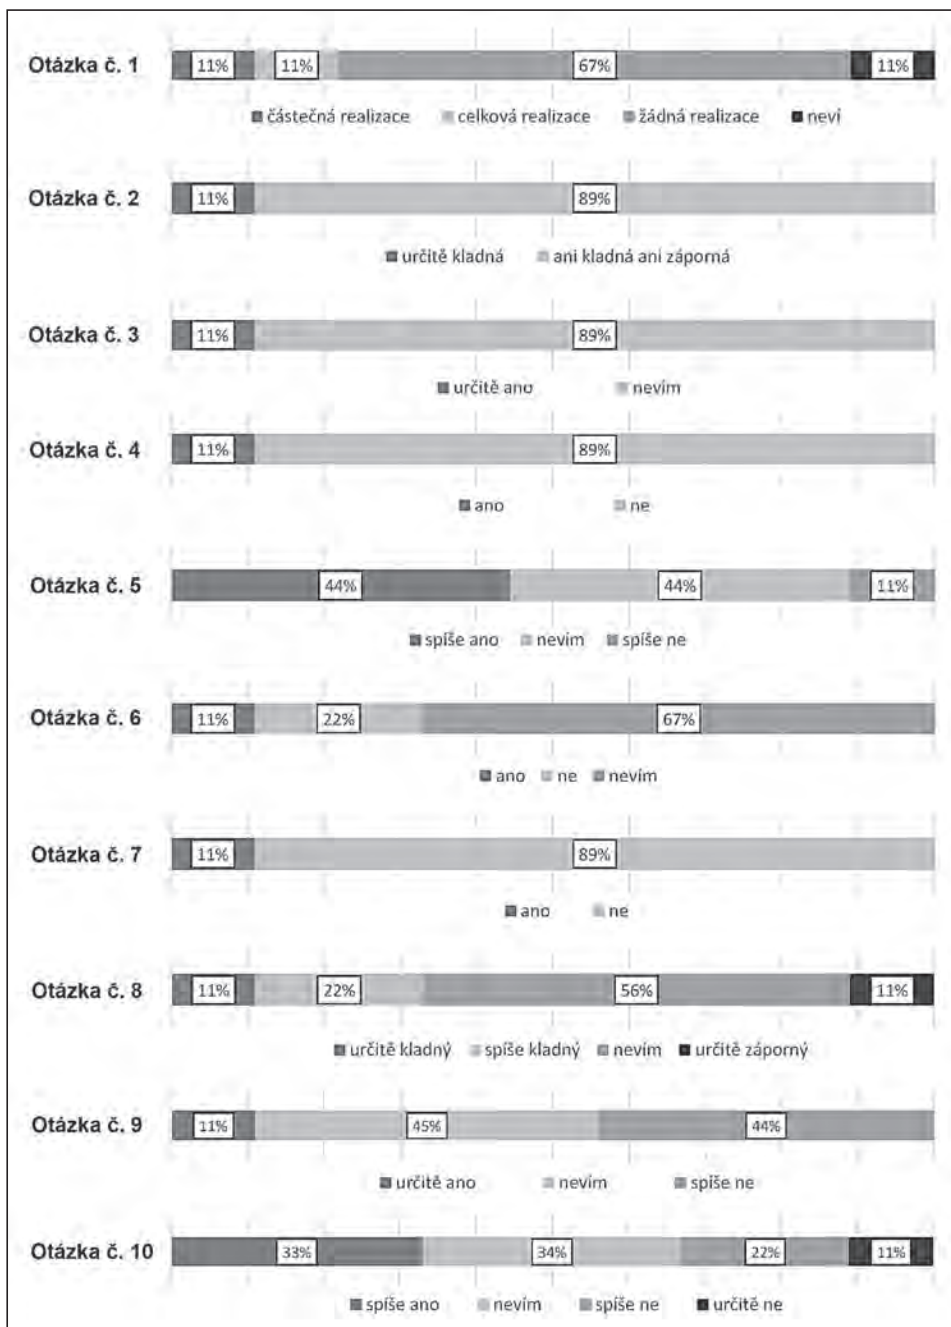 Otázka č. 1 11% 11% 67% 11%
částečná realizace celková realizace žádná realizace neví
Otázka č. 2 11% 89%
určitě kladná ani kladná ani záporná
Otázka č. 3 11% 89%
určitě ano nevím
Otázka č. 4 11% 89%
ano ne
Otázka č. 5 44% 44% 11%
spíše ano nevím spíše ne
Otázka č. 6 11% 22% 67%
ano ne nevím
Otázka č. 7 11% 89%
ano ne
Otázka č. 8 11% 22% 56% 11%
určitě kladný spíše kladný nevím určitě záporný
Otázka č. 9 11% 45% 44%
určitě ano nevím spíše ne
Otázka č. 10 33% 34% 22% 11%
spíše ano nevím spíše ne určitě ne